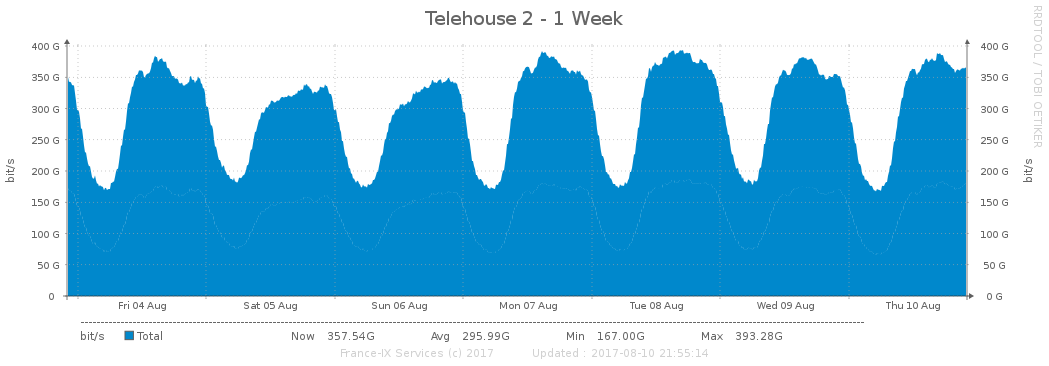 Telehouse 2 - 1 Week
RRDTOOL / TOBI OETIKER
bit/s
400 G
350 G
300 G
250 G
200 G
150 G
100 G
50 G
0
400 G
350 G
300 G
250 G
200 G
150 G
100 G
50 G
0 G
bit/s
Fri 04 Aug Sat 05 Aug Sun 06 Aug Mon 07 Aug Tue 08 Aug Wed 09 Aug Thu 10 Aug
bit/s Total Now 357.54G Avg 295.99G Min 167.00G Max 393.28G
France-IX Services (c) 2017 Updated : 2017-08-10 21:55:14